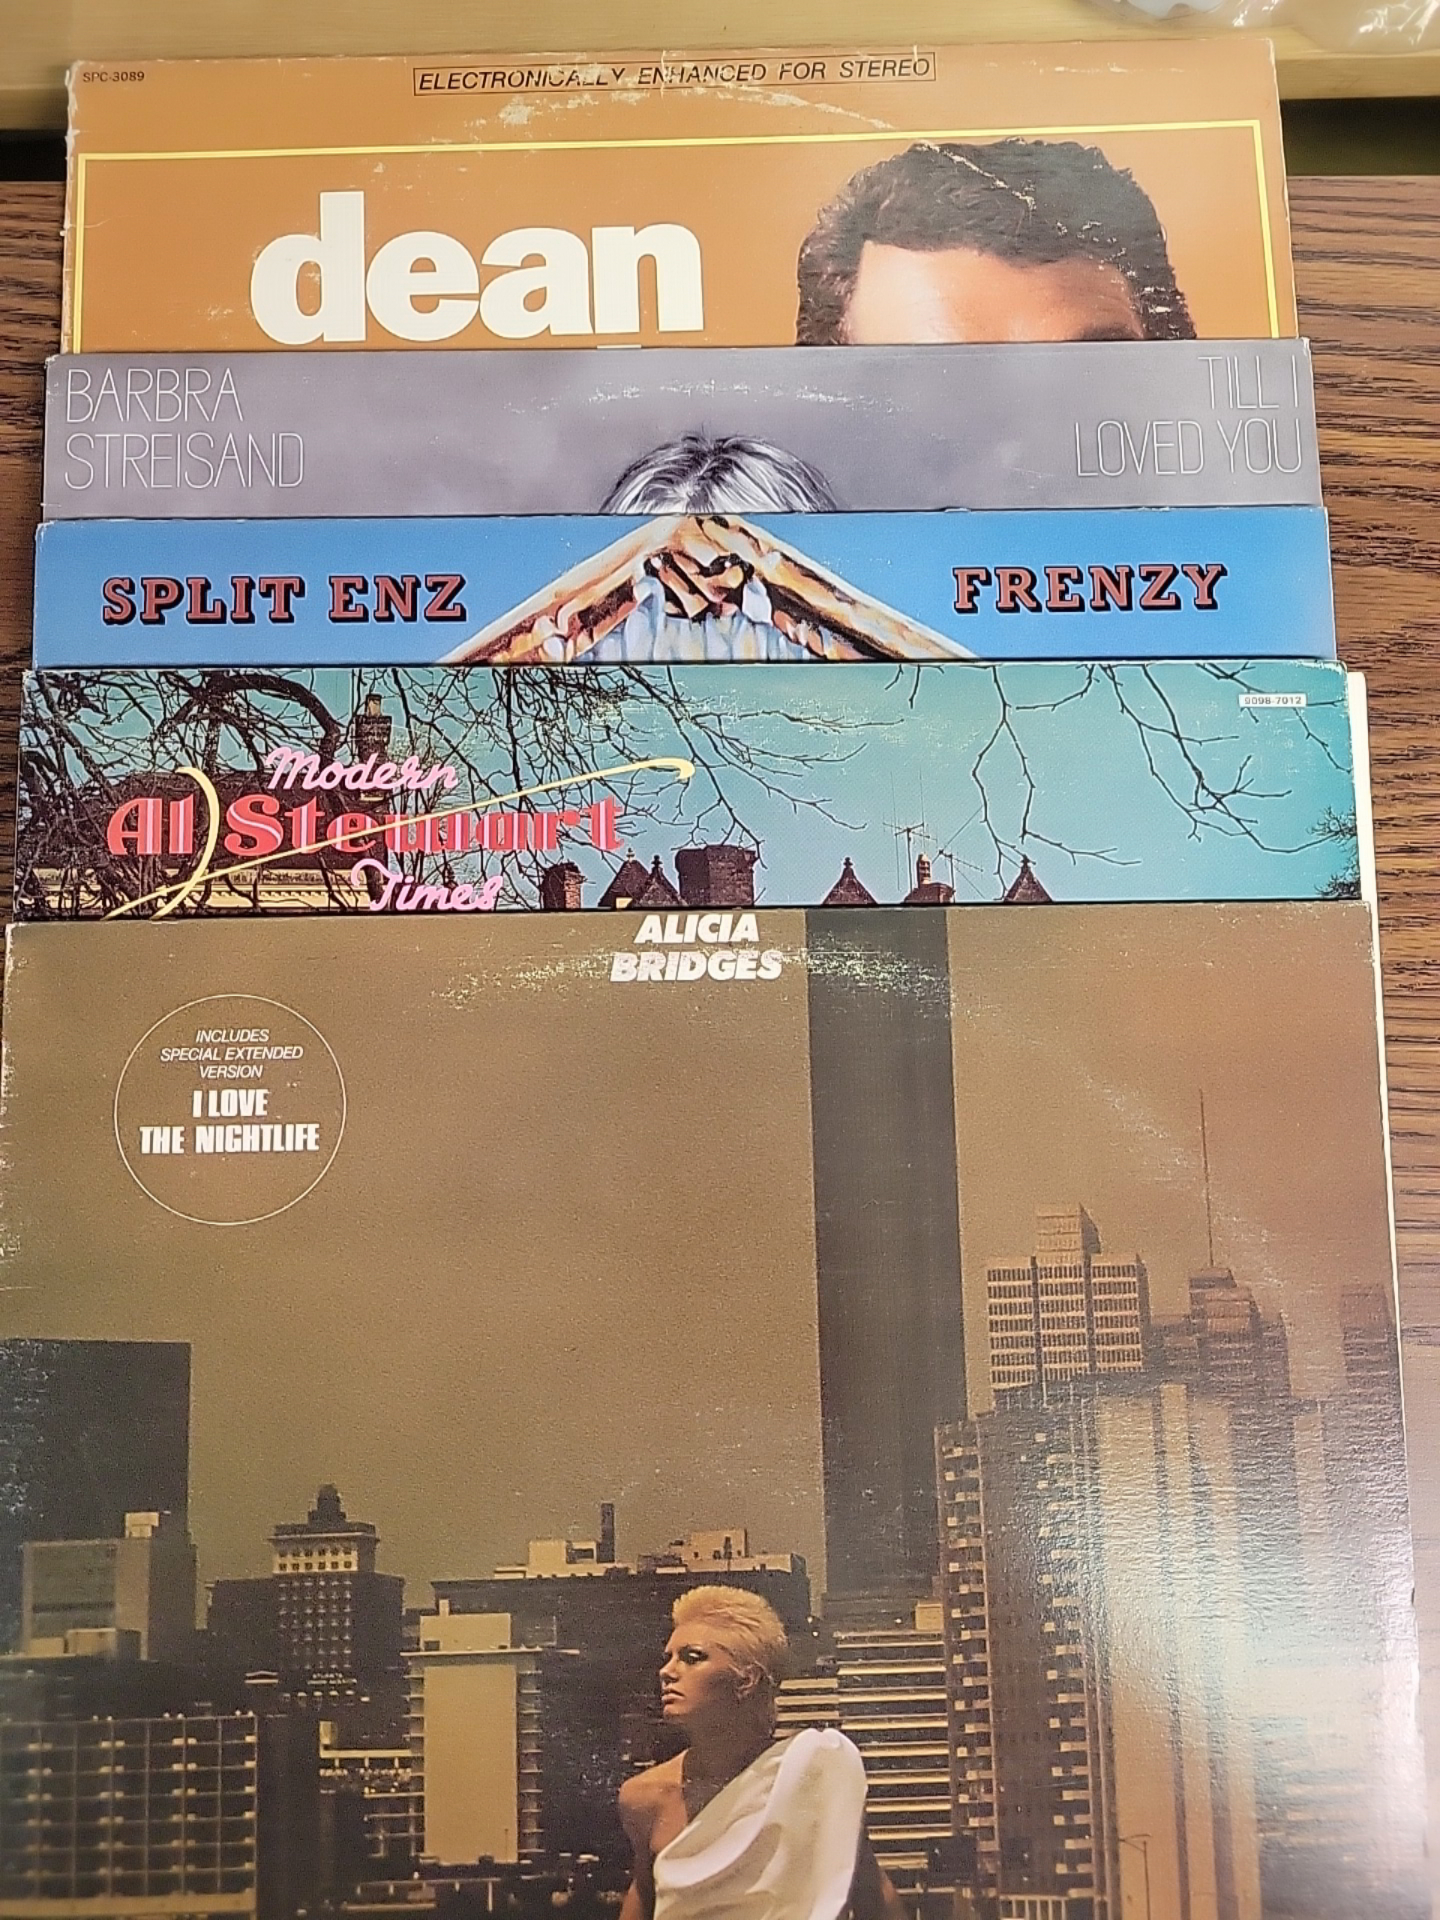 SPC-3089
ELECTRONICALLY ENHANCED FOR STEREO
dean
BARBRA
STREISAND
TILL I
LOVED YOU
SPLIT ENZ
FRENZY
9098-7012
Modern
Al Stewart
Times
ALICIA
BRIDGES
INCLUDES
SPECIAL EXTENDED
VERSION
I LOVE
THE NIGHTLIFE